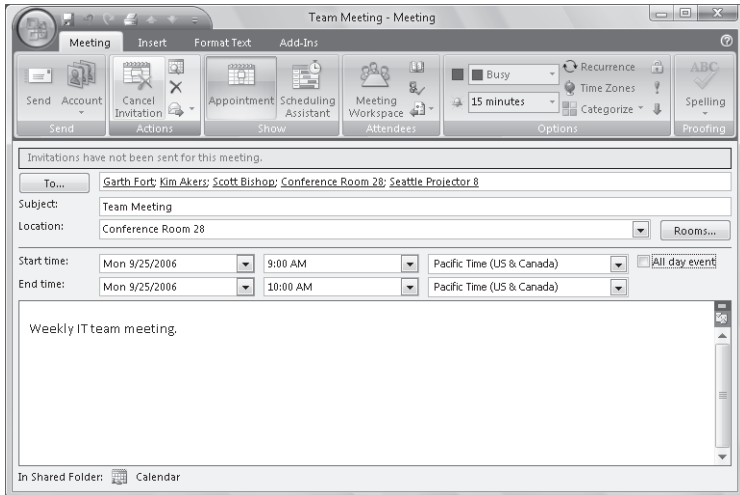 Team Meeting - Meeting
Meeting Insert Format Text Add-Ins
Send Account Cancel Invitation Appointment Scheduling Assistant Meeting Workspace Busy 15 minutes Recurrence Time Zones Categorize ABC Spelling
Send Actions Show Attendees Options Proofing
Invitations have not been sent for this meeting.
To... Garth Fort; Kim Akers; Scott Bishop; Conference Room 28; Seattle Projector 8
Subject: Team Meeting
Location: Conference Room 28 Rooms...
Start time: Mon 9/25/2006 9:00 AM Pacific Time (US & Canada) All day event
End time: Mon 9/25/2006 10:00 AM Pacific Time (US & Canada)
Weekly IT team meeting.
In Shared Folder: Calendar